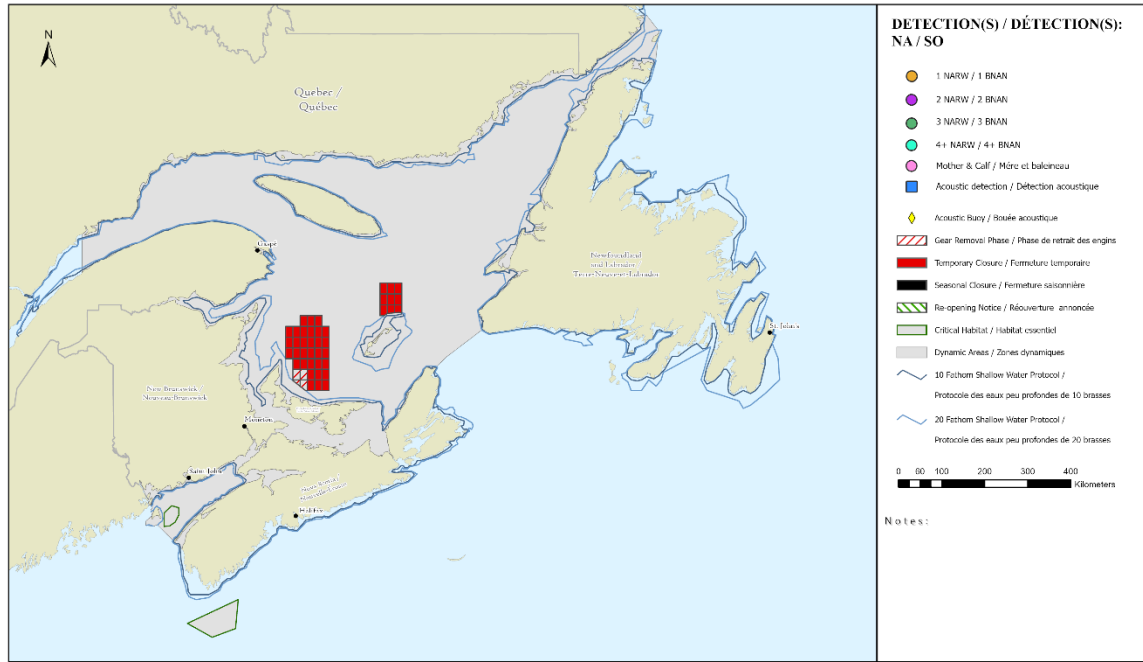 N
Quebec /
Québec
Gaspé
Newfoundland
and Labrador
Terre-Neuve-et-Labrador
St. John's
New Brunswick /
Nouveau-Brunswick
Moncton
Saint John
Nova Scotia /
Nouvelle-Écosse
Halifax
DETECTION(S) / DÉTECTION(S):
NA / SO
1 NARW / 1 BNAN
2 NARW / 2 BNAN
3 NARW / 3 BNAN
4+ NARW / 4+ BNAN
Mother & Calf / Mére et baleineau
Acoustic detection / Détection acoustique
Acoustic Buoy / Bouée acoustique
Gear Removal Phase / Phase de retrait des engins
Temporary Closure / Fermeture temporaire
Seasonal Closure / Fermeture saisonnière
Re-opening Notice / Réouverture annoncée
Critical Habitat / Habitat essentiel
Dynamic Areas / Zones dynamiques
10 Fathom Shallow Water Protocol /
Protocole des eaux peu profondes de 10 brasses
20 Fathom Shallow Water Protocol /
Protocole des eaux peu profondes de 20 brasses
0 50 100 200 300 400
Kilometers
Notes: